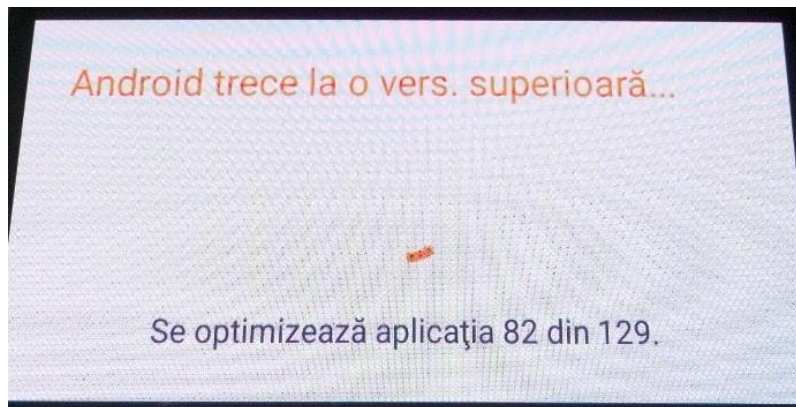 Android trece la o vers. superioară...
Se optimizează aplicaţia 82 din 129.